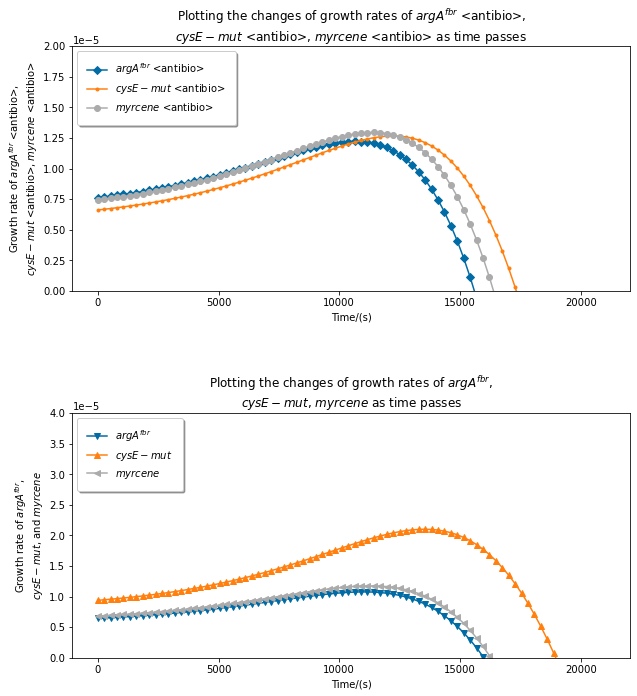 Plotting the changes of growth rates of argA^fbr <antibio>,
cysE − mut <antibio>, myrcene <antibio> as time passes
1e−5
2.00
1.75
1.50
1.25
1.00
0.75
0.50
0.25
0.00
Growth rate of argA^fbr <antibio>,
cysE − mut <antibio>, myrcene <antibio>
argA^fbr <antibio>
cysE − mut <antibio>
myrcene <antibio>
0 5000 10000 15000 20000
Time/(s)
Plotting the changes of growth rates of argA^fbr,
cysE − mut, myrcene as time passes
1e−5
4.0
3.5
3.0
2.5
2.0
1.5
1.0
0.5
0.0
Growth rate of argA^fbr,
cysE − mut, and myrcene
argA^fbr
cysE − mut
myrcene
0 5000 10000 15000 20000
Time/(s)